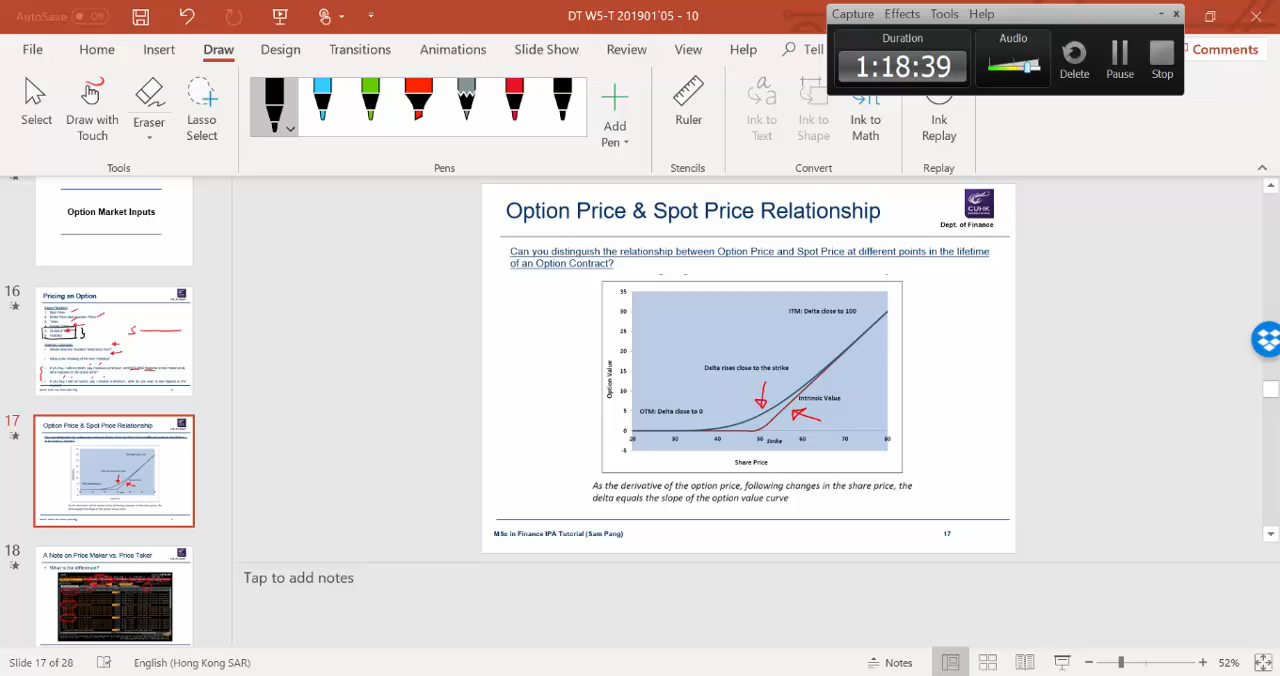 AutoSave Off
DT W5-T 201901`05 - 10
Capture Effects Tools Help - x
Duration
1:18:39
Audio
Delete Pause Stop
File Home Insert Draw Design Transitions Animations Slide Show Review View Help Tell
Comments
Select
Draw with Touch
Eraser
Lasso Select
Add Pen
Ruler
Ink to Text
Ink to Shape
Ink to Math
Ink Replay
Tools
Pens
Stencils
Convert
Replay
Option Market Inputs
16
Pricing an Option
17
Option Price & Spot Price Relationship
18
A Note on Price Maker vs. Price Taker
What is the difference?
Option Price & Spot Price Relationship
CUHK
Dept. of Finance
Can you distinguish the relationship between Option Price and Spot Price at different points in the lifetime
of an Option Contract?
35
30
25
20
15
10
5
0
-5
Option Value
ITM: Delta close to 100
Delta rises close to the strike
Intrinsic Value
OTM: Delta close to 0
20 30 40 50 60 70 80
Strike
Share Price
As the derivative of the option price, following changes in the share price, the
delta equals the slope of the option value curve
MSc in Finance IPA Tutorial (Sam Pang)
17
Tap to add notes
Slide 17 of 28
English (Hong Kong SAR)
Notes
52%